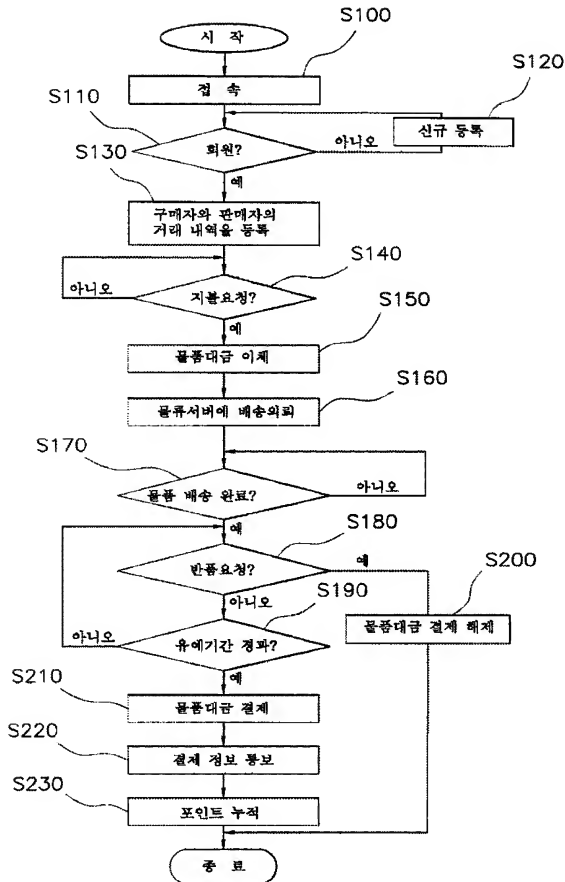 시 작
S100
접 속
S120
신규 등록
S110
회원?
아니오
예
S130
구매자와 판매자의
거래 내역을 등록
S140
지불요청?
아니오
예
S150
물품대금 이체
S160
물류서버에 배송의뢰
S170
물품 배송 완료?
아니오
예
S180
반품요청?
예
아니오
S200
물품대금 결제 해제
S190
유예기간 경과?
아니오
예
S210
물품대금 결제
S220
결제 정보 통보
S230
포인트 누적
종 료